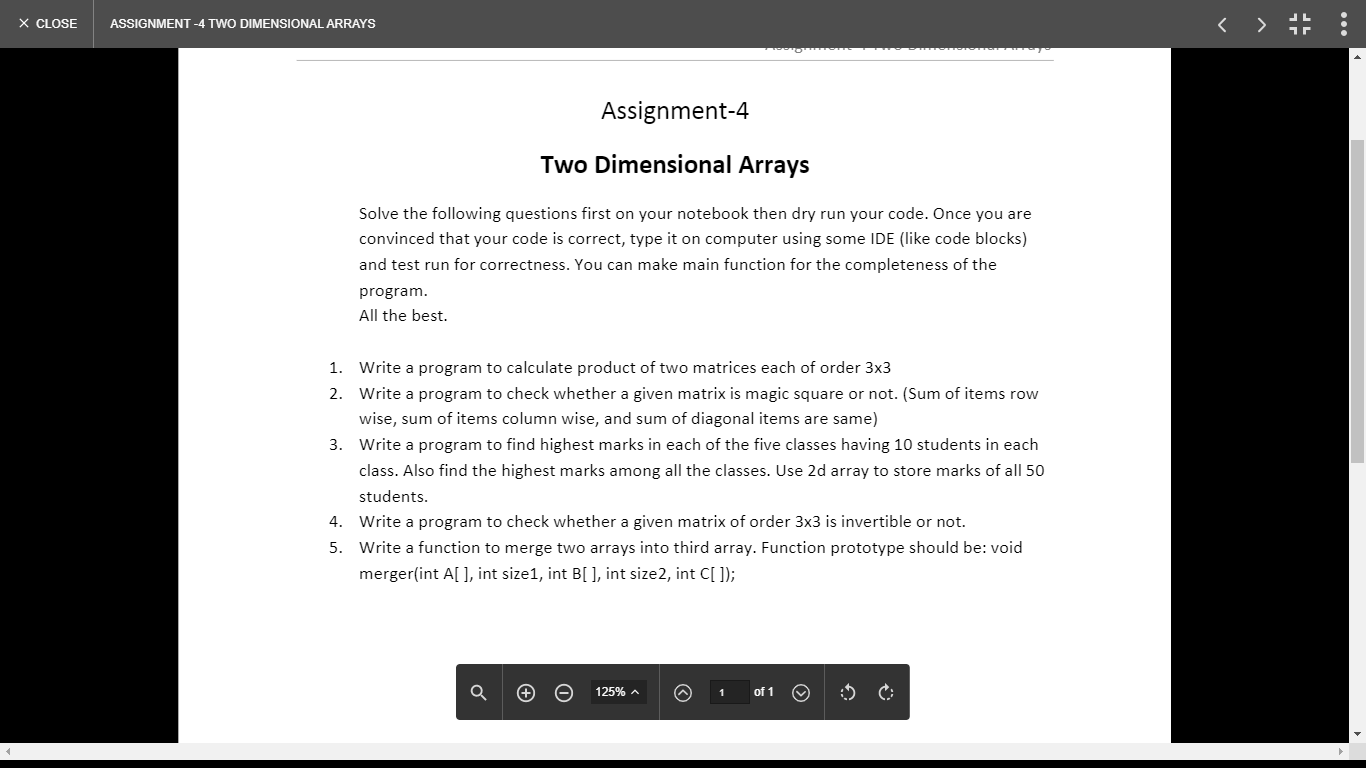 CLOSE
ASSIGNMENT -4 TWO DIMENSIONAL ARRAYS
Assignment-4
Two Dimensional Arrays
Solve the following questions first on your notebook then dry run your code. Once you are
convinced that your code is correct, type it on computer using some IDE (like code blocks)
and test run for correctness. You can make main function for the completeness of the
program.
All the best.
1. Write a program to calculate product of two matrices each of order 3x3
2. Write a program to check whether a given matrix is magic square or not. (Sum of items row
wise, sum of items column wise, and sum of diagonal items are same)
3. Write a program to find highest marks in each of the five classes having 10 students in each
class. Also find the highest marks among all the classes. Use 2d array to store marks of all 50
students.
4. Write a program to check whether a given matrix of order 3x3 is invertible or not.
5. Write a function to merge two arrays into third array. Function prototype should be: void
merger(int A[ ], int size1, int B[ ], int size2, int C[ ]);
125% 1 of 1